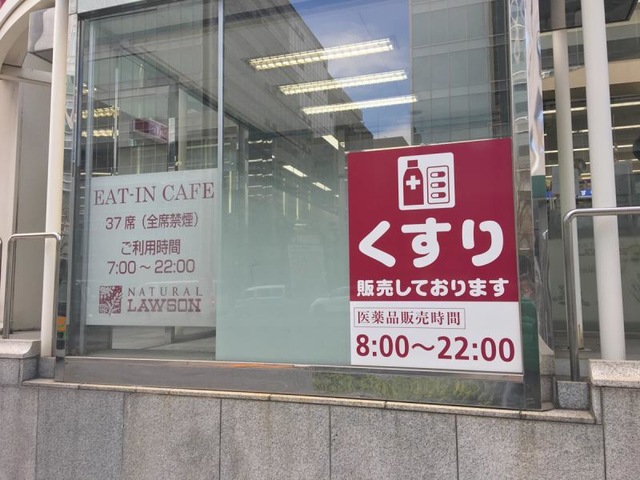 EAT-IN CAFE
37席（全席禁煙）
ご利用時間
7:00～22:00
NATURAL
LAWSON
くすり
販売しております
医薬品販売時間
8:00～22:00